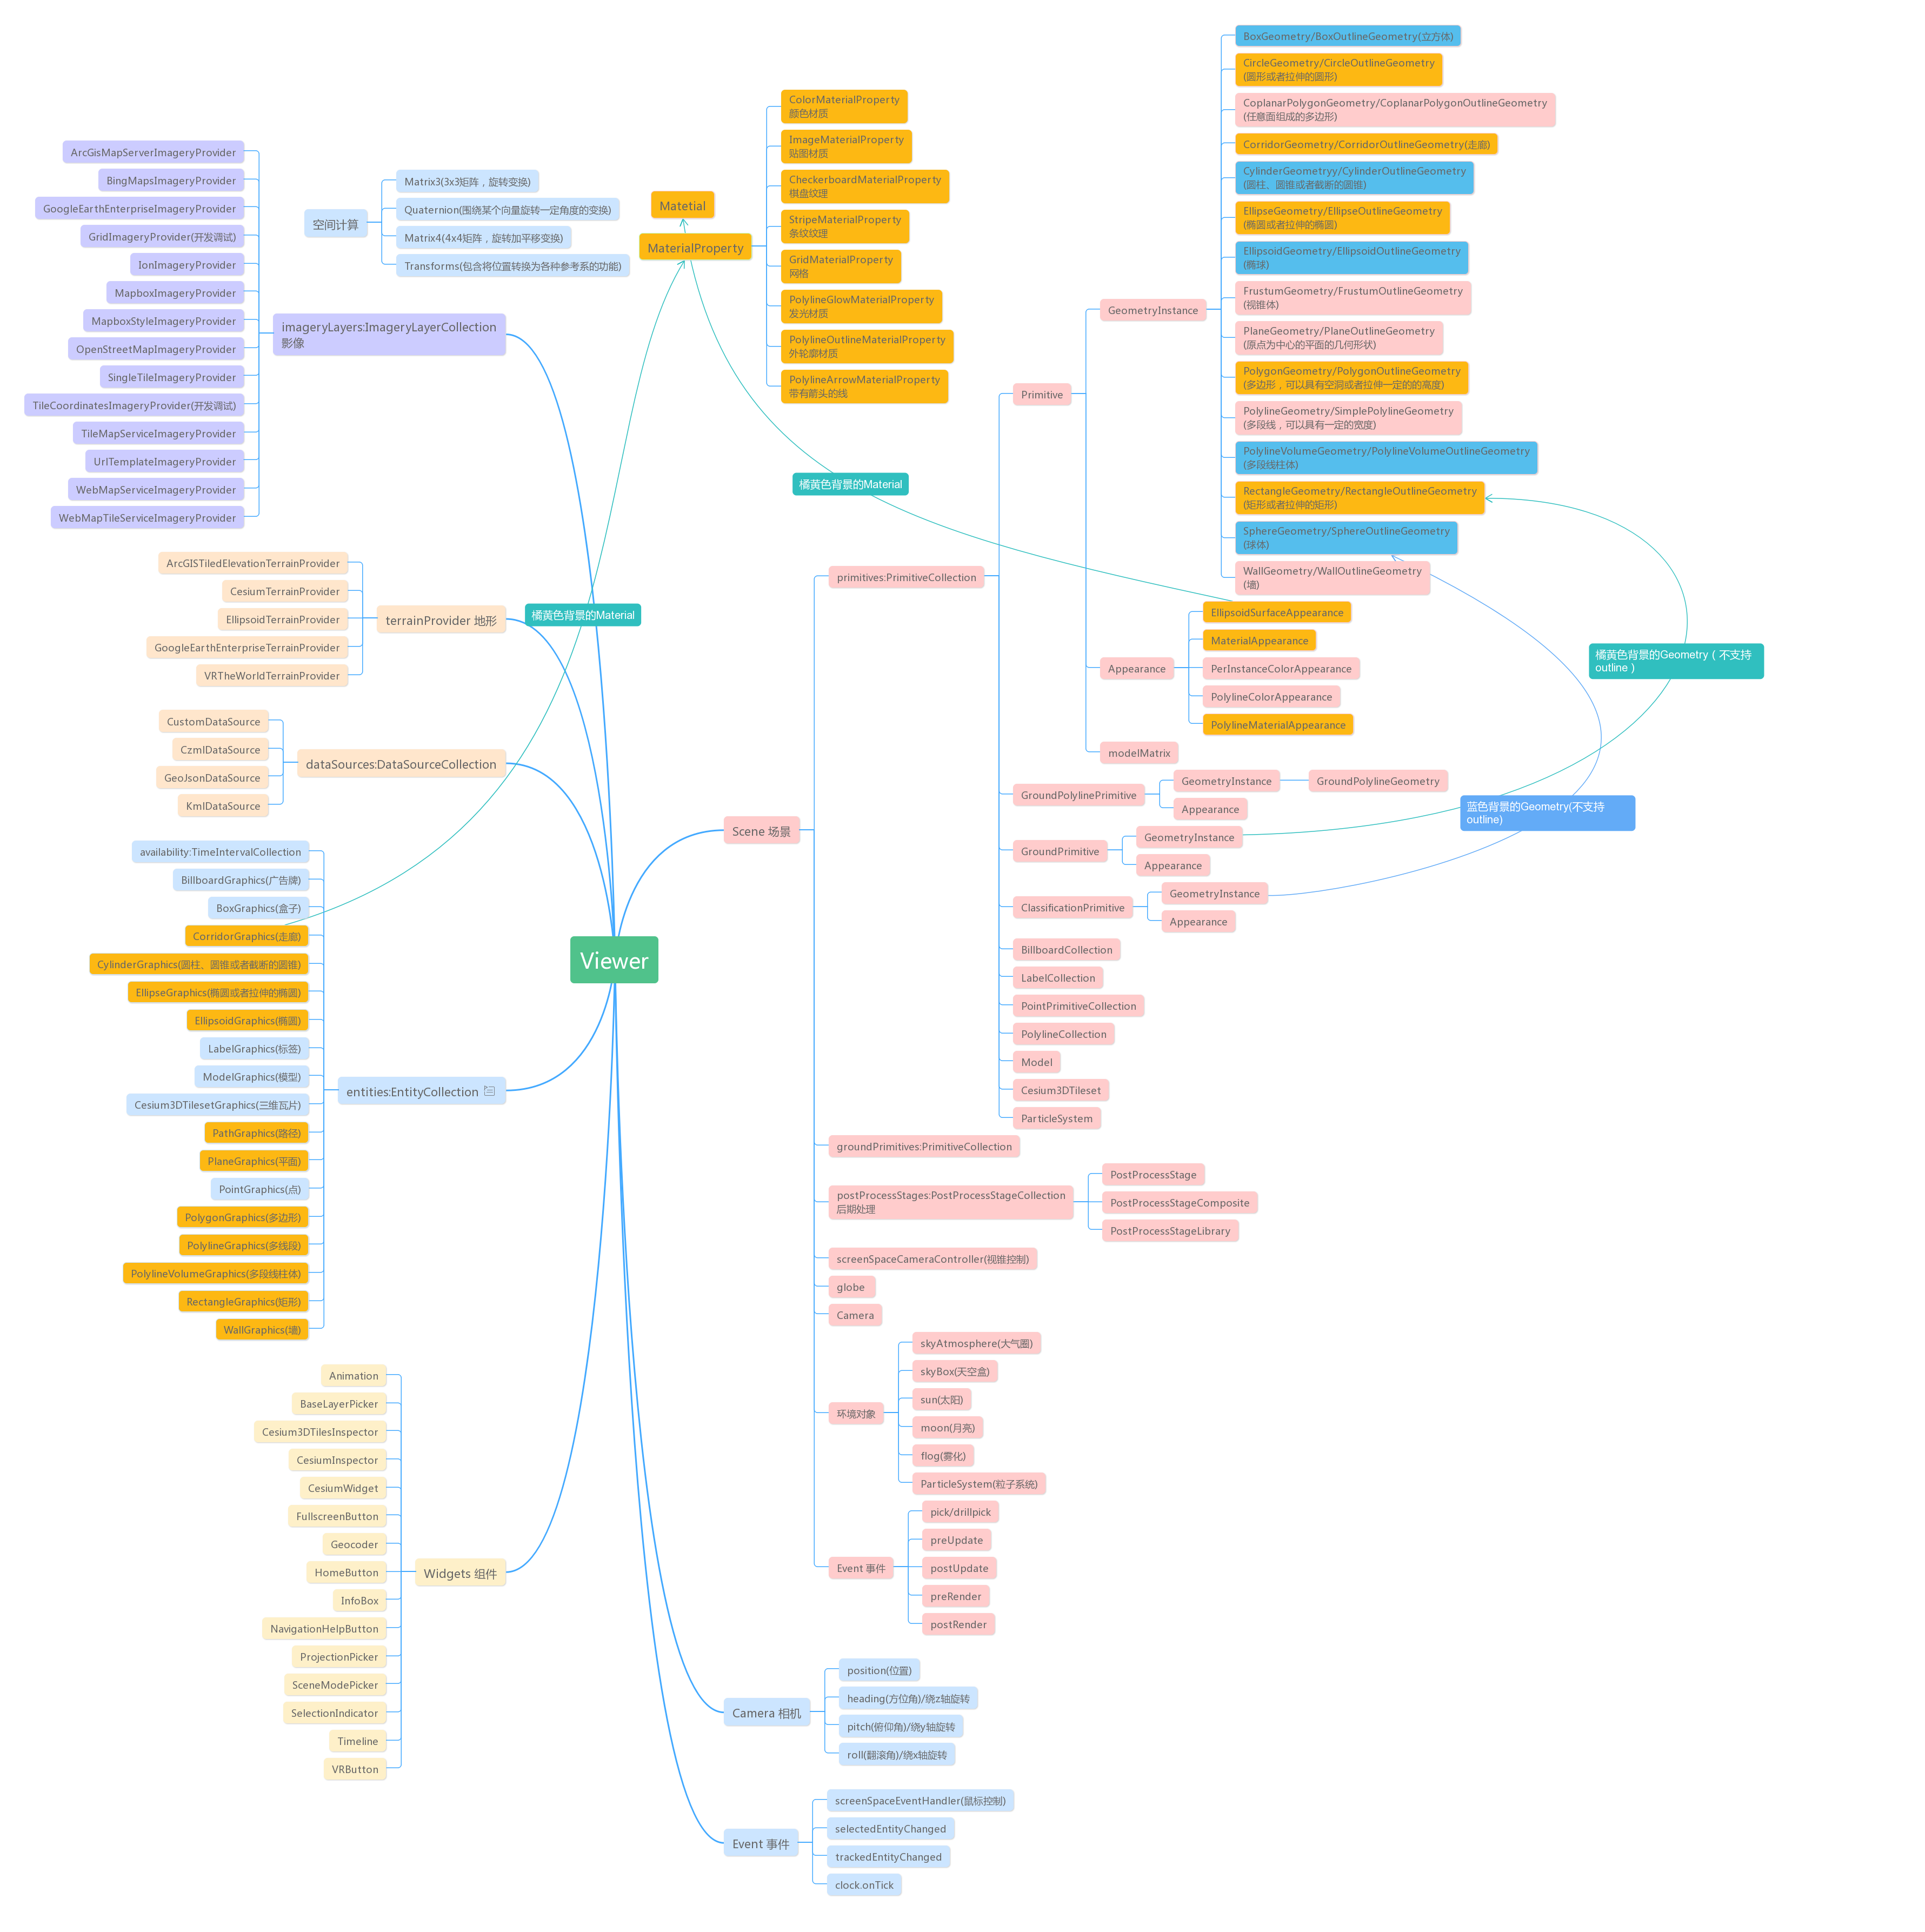 ArcGisMapServerImageryProvider
BingMapsImageryProvider
GoogleEarthEnterpriseImageryProvider
GridImageryProvider(开发调试)
IonImageryProvider
MapboxImageryProvider
MapboxStyleImageryProvider
OpenStreetMapImageryProvider
SingleTileImageryProvider
TileCoordinatesImageryProvider(开发调试)
TileMapServiceImageryProvider
UrlTemplateImageryProvider
WebMapServiceImageryProvider
WebMapTileServiceImageryProvider
imageryLayers:ImageryLayerCollection
影像
空间计算
Matrix3(3x3矩阵，旋转变换)
Quaternion(围绕某个向量旋转一定角度的变换)
Matrix4(4x4矩阵，旋转加平移变换)
Transforms(包含将位置转换为各种参考系的功能)
Matetial
MaterialProperty
ColorMaterialProperty
颜色材质
ImageMaterialProperty
贴图材质
CheckerboardMaterialProperty
棋盘纹理
StripeMaterialProperty
条纹纹理
GridMaterialProperty
网格
PolylineGlowMaterialProperty
发光材质
PolylineOutlineMaterialProperty
外轮廓材质
PolylineArrowMaterialProperty
带有箭头的线
橘黄色背景的Material
橘黄色背景的Material
ArcGISTiledElevationTerrainProvider
CesiumTerrainProvider
EllipsoidTerrainProvider
GoogleEarthEnterpriseTerrainProvider
VRTheWorldTerrainProvider
terrainProvider 地形
CustomDataSource
CzmlDataSource
GeoJsonDataSource
KmlDataSource
dataSources:DataSourceCollection
availability:TimeIntervalCollection
BillboardGraphics(广告牌)
BoxGraphics(盒子)
CorridorGraphics(走廊)
CylinderGraphics(圆柱、圆锥或者截断的圆锥)
EllipseGraphics(椭圆或者拉伸的椭圆)
EllipsoidGraphics(椭圆)
LabelGraphics(标签)
ModelGraphics(模型)
Cesium3DTilesetGraphics(三维瓦片)
PathGraphics(路径)
PlaneGraphics(平面)
PointGraphics(点)
PolygonGraphics(多边形)
PolylineGraphics(多线段)
PolylineVolumeGraphics(多段线柱体)
RectangleGraphics(矩形)
WallGraphics(墙)
entities:EntityCollection
Animation
BaseLayerPicker
Cesium3DTilesInspector
CesiumInspector
CesiumWidget
FullscreenButton
Geocoder
HomeButton
InfoBox
NavigationHelpButton
ProjectionPicker
SceneModePicker
SelectionIndicator
Timeline
VRButton
Widgets 组件
Viewer
Scene 场景
primitives:PrimitiveCollection
Primitive
GeometryInstance
BoxGeometry/BoxOutlineGeometry(立方体)
CircleGeometry/CircleOutlineGeometry
(圆形或者拉伸的圆形)
CoplanarPolygonGeometry/CoplanarPolygonOutlineGeometry
(任意面组成的多边形)
CorridorGeometry/CorridorOutlineGeometry(走廊)
CylinderGeometryy/CylinderOutlineGeometry
(圆柱、圆锥或者截断的圆锥)
EllipseGeometry/EllipseOutlineGeometry
(椭圆或者拉伸的椭圆)
EllipsoidGeometry/EllipsoidOutlineGeometry
(椭球)
FrustumGeometry/FrustumOutlineGeometry
(视锥体)
PlaneGeometry/PlaneOutlineGeometry
(原点为中心的平面的几何形状)
PolygonGeometry/PolygonOutlineGeometry
(多边形，可以具有空洞或者拉伸一定的的高度)
PolylineGeometry/SimplePolylineGeometry
(多段线，可以具有一定的宽度)
PolylineVolumeGeometry/PolylineVolumeOutlineGeometry
(多段线柱体)
RectangleGeometry/RectangleOutlineGeometry
(矩形或者拉伸的矩形)
SphereGeometry/SphereOutlineGeometry
(球体)
WallGeometry/WallOutlineGeometry
(墙)
Appearance
EllipsoidSurfaceAppearance
MaterialAppearance
PerInstanceColorAppearance
PolylineColorAppearance
PolylineMaterialAppearance
modelMatrix
橘黄色背景的Geometry（不支持
outline）
蓝色背景的Geometry(不支持
outline)
GroundPolylinePrimitive
GeometryInstance
GroundPolylineGeometry
Appearance
GroundPrimitive
GeometryInstance
Appearance
ClassificationPrimitive
GeometryInstance
Appearance
BillboardCollection
LabelCollection
PointPrimitiveCollection
PolylineCollection
Model
Cesium3DTileset
ParticleSystem
groundPrimitives:PrimitiveCollection
postProcessStages:PostProcessStageCollection
后期处理
PostProcessStage
PostProcessStageComposite
PostProcessStageLibrary
screenSpaceCameraController(视锥控制)
globe
Camera
环境对象
skyAtmosphere(大气圈)
skyBox(天空盒)
sun(太阳)
moon(月亮)
flog(雾化)
ParticleSystem(粒子系统)
Event 事件
pick/drillpick
preUpdate
postUpdate
preRender
postRender
Camera 相机
position(位置)
heading(方位角)/绕z轴旋转
pitch(俯仰角)/绕y轴旋转
roll(翻滚角)/绕x轴旋转
Event 事件
screenSpaceEventHandler(鼠标控制)
selectedEntityChanged
trackedEntityChanged
clock.onTick